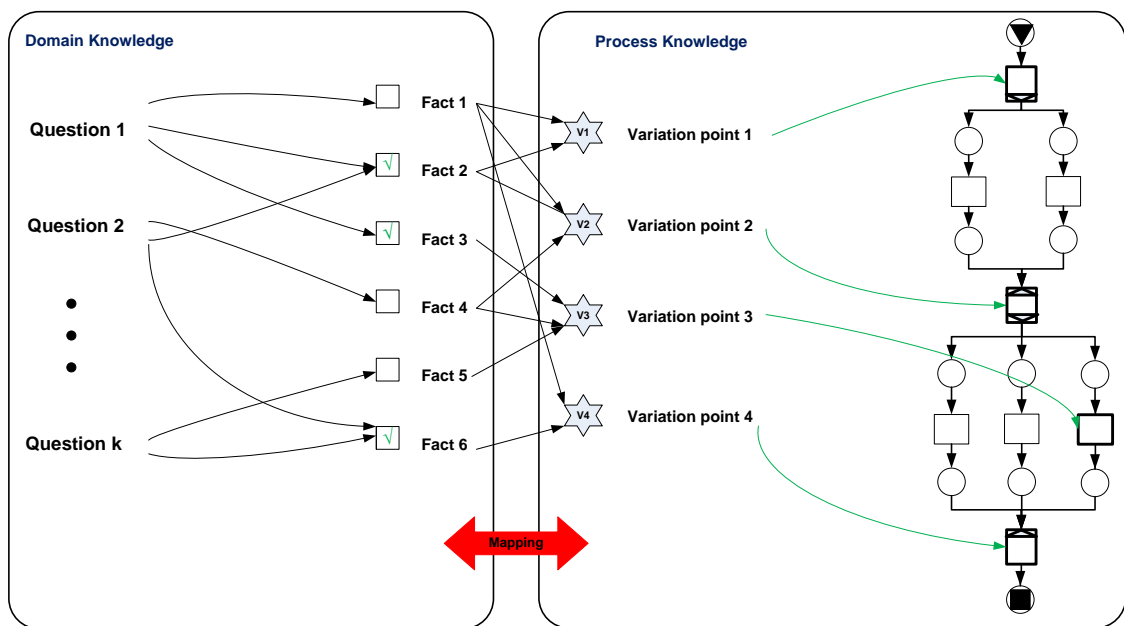 Domain Knowledge
Process Knowledge
Question 1
Question 2
Question k
√
√
√
Fact 1
Fact 2
Fact 3
Fact 4
Fact 5
Fact 6
V1
V2
V3
V4
Variation point 1
Variation point 2
Variation point 3
Variation point 4
Mapping